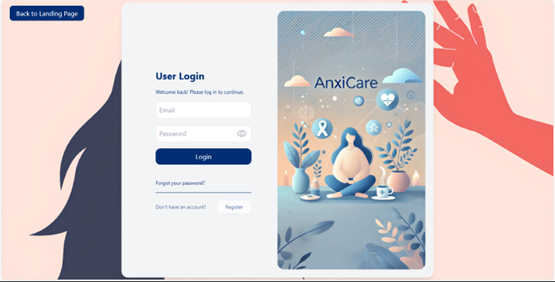 Back to Landing Page
User Login
Welcome back! Please log in to continue.
Email
Password
Login
Forgot your password?
Don't have an account? Register
AnxiCare